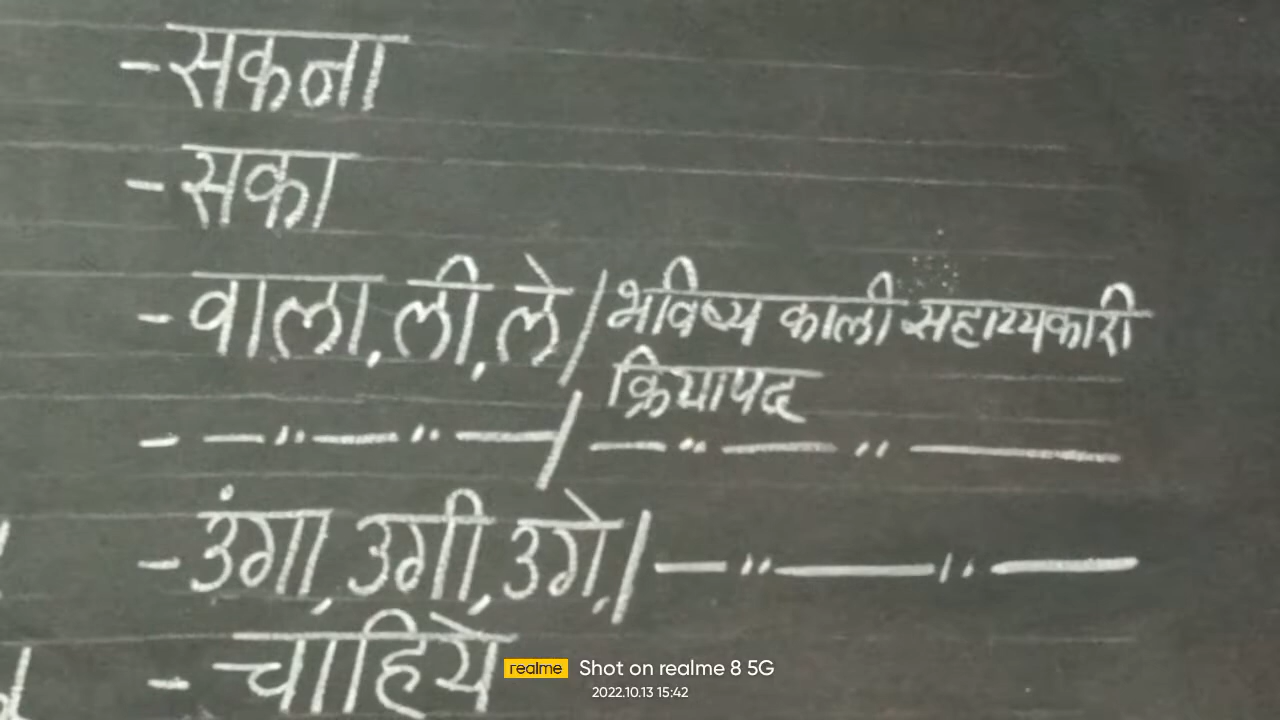 - सकना
- सका
- वाला, ली, ले / भविष्य काली सहाय्यकारी
क्रियापद
- — " — " — / — " — " —
- उंगा, उगी, उगे, / — " — " —
- चाहिये
realme Shot on realme 8 5G
2022.10.13 15:42